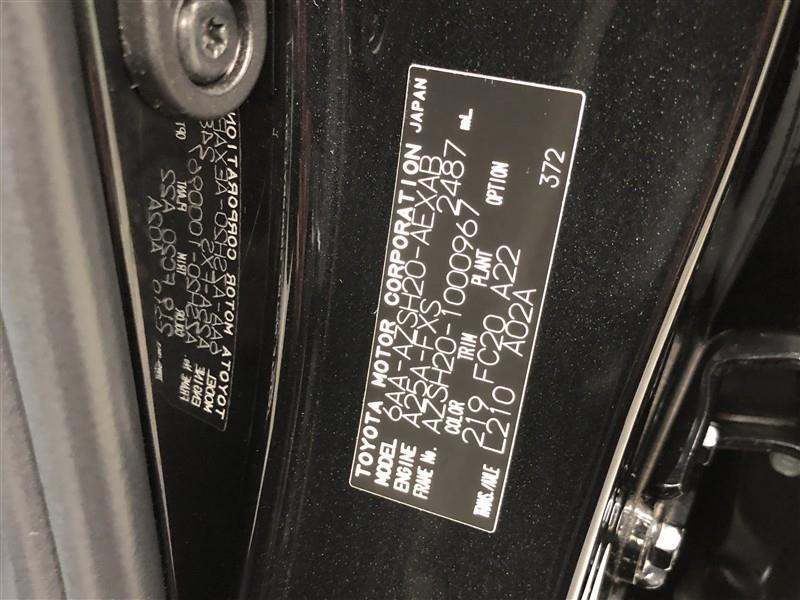 TOYOTA MOTOR CORPORATION JAPAN
MODEL 6AA-AZSH20-AEXAB
ENGINE A25A-FXS 2487 mL
FRAME No. AZSH20-1000967
COLOR TRIM PLANT OPTION
219 FC20 A22
TRANS./AXLE L210 A02A
372